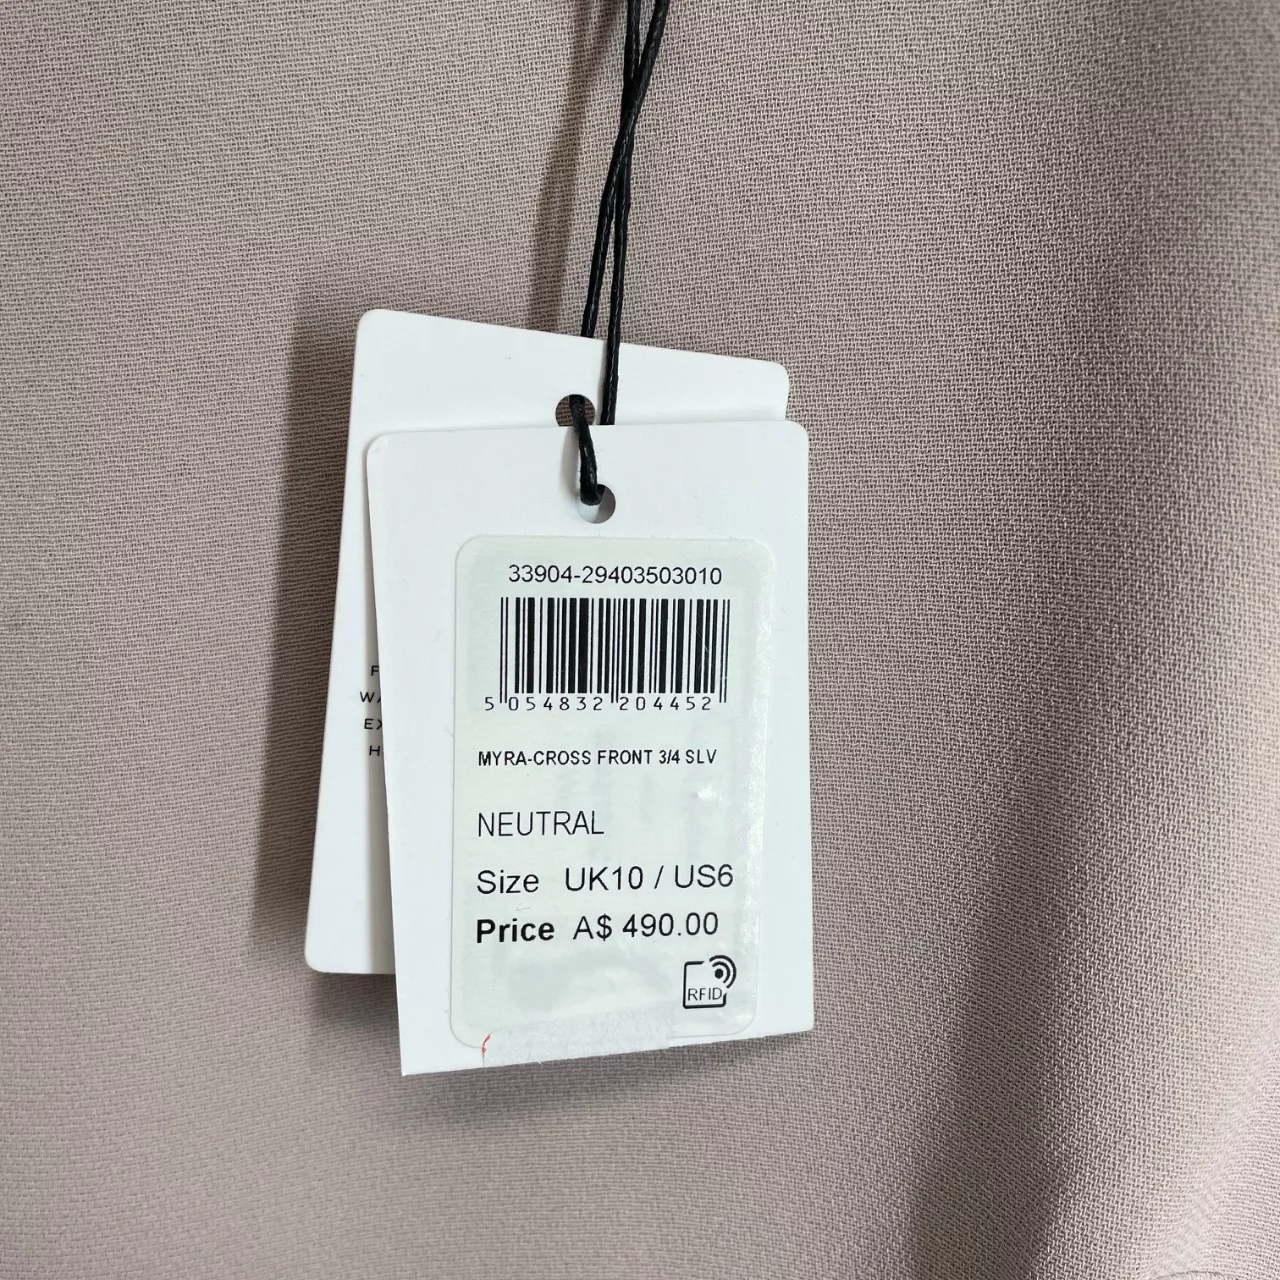 33904-29403503010
5 054832 204452
MYRA-CROSS FRONT 3/4 SLV
NEUTRAL
Size UK10 / US6
Price A$ 490.00
RFID